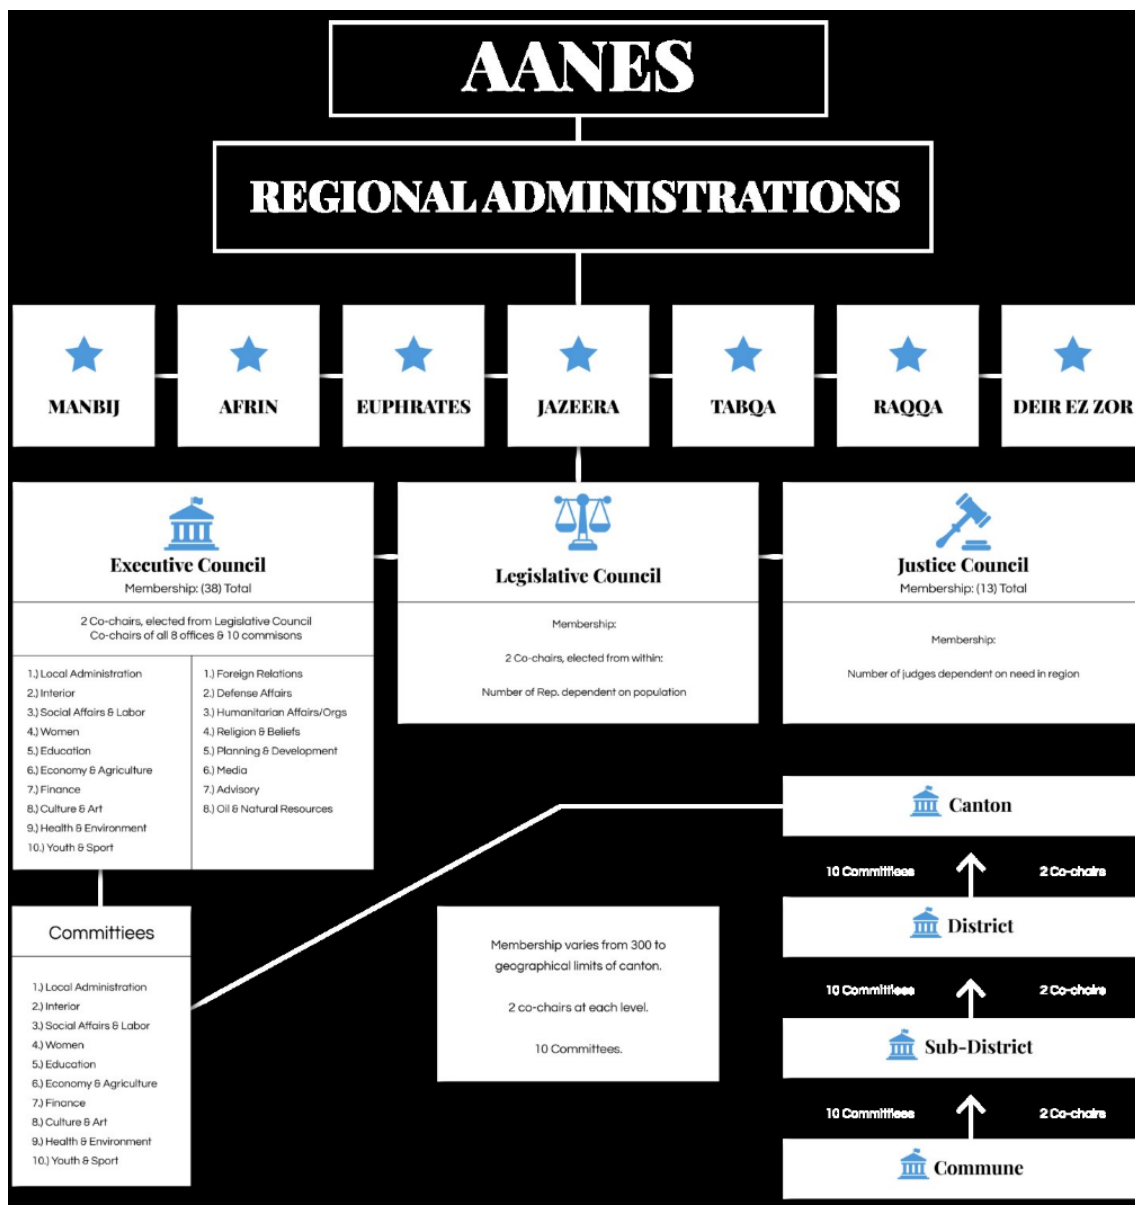 AANES
REGIONAL ADMINISTRATIONS
MANBIJ
AFRIN
EUPHRATES
JAZEERA
TABQA
RAQQA
DEIR EZ ZOR
Executive Council
Membership: (38) Total
2 Co-chairs, elected from Legislative Council
Co-chairs of all 8 offices & 10 commisons
1.) Local Administration
2.) Interior
3.) Social Affairs & Labor
4.) Women
5.) Education
6.) Economy & Agriculture
7.) Finance
8.) Culture & Art
9.) Health & Environment
10.) Youth & Sport
1.) Foreign Relations
2.) Defense Affairs
3.) Humanitarian Affairs/Orgs
4.) Religion & Beliefs
5.) Planning & Development
6.) Media
7.) Advisory
8.) Oil & Natural Resources
Legislative Council
Membership:
2 Co-chairs, elected from within:
Number of Rep. dependent on population
Justice Council
Membership: (13) Total
Membership:
Number of judges dependent on need in region
Committiees
1.) Local Administration
2.) Interior
3.) Social Affairs & Labor
4.) Women
5.) Education
6.) Economy & Agriculture
7.) Finance
8.) Culture & Art
9.) Health & Environment
10.) Youth & Sport
Membership varies from 300 to
geographical limits of canton.
2 co-chairs at each level.
10 Committees.
Canton
10 Committiees
2 Co-chairs
District
10 Committiees
2 Co-chairs
Sub-District
10 Committiees
2 Co-chairs
Commune